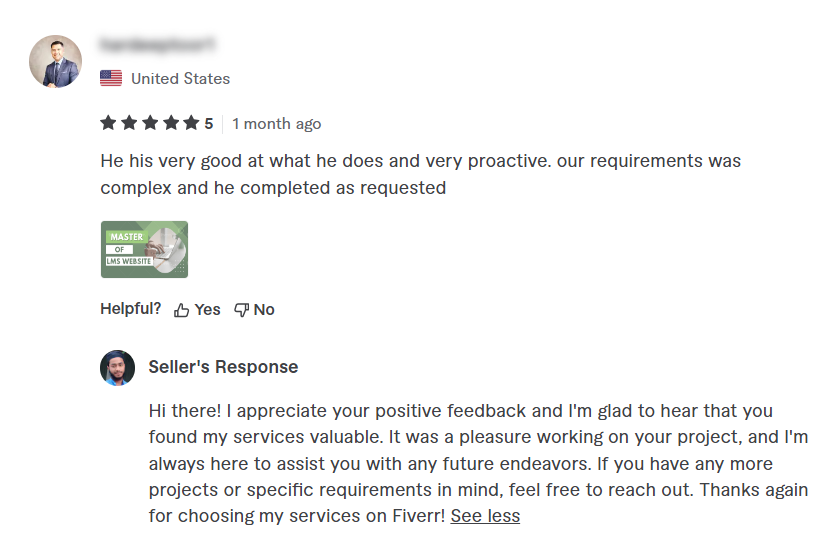 United States
5 1 month ago
He his very good at what he does and very proactive. our requirements was
complex and he completed as requested
MASTER
OF
LMS WEBSITE
Helpful? Yes No
Seller's Response
Hi there! I appreciate your positive feedback and I'm glad to hear that you
found my services valuable. It was a pleasure working on your project, and I'm
always here to assist you with any future endeavors. If you have any more
projects or specific requirements in mind, feel free to reach out. Thanks again
for choosing my services on Fiverr! See less